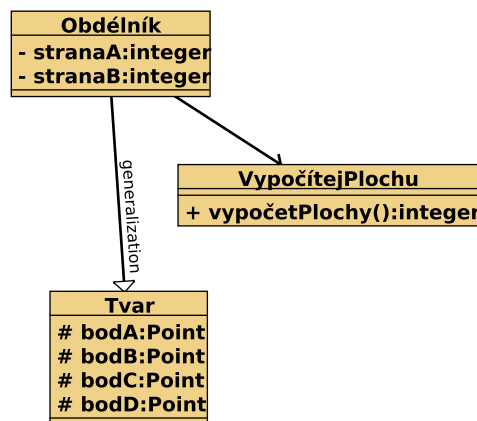 Obdélník
- stranaA:integer
- stranaB:integer
generalization
VypočítejPlochu
+ vypočetPlochy():integer
Tvar
# bodA:Point
# bodB:Point
# bodC:Point
# bodD:Point